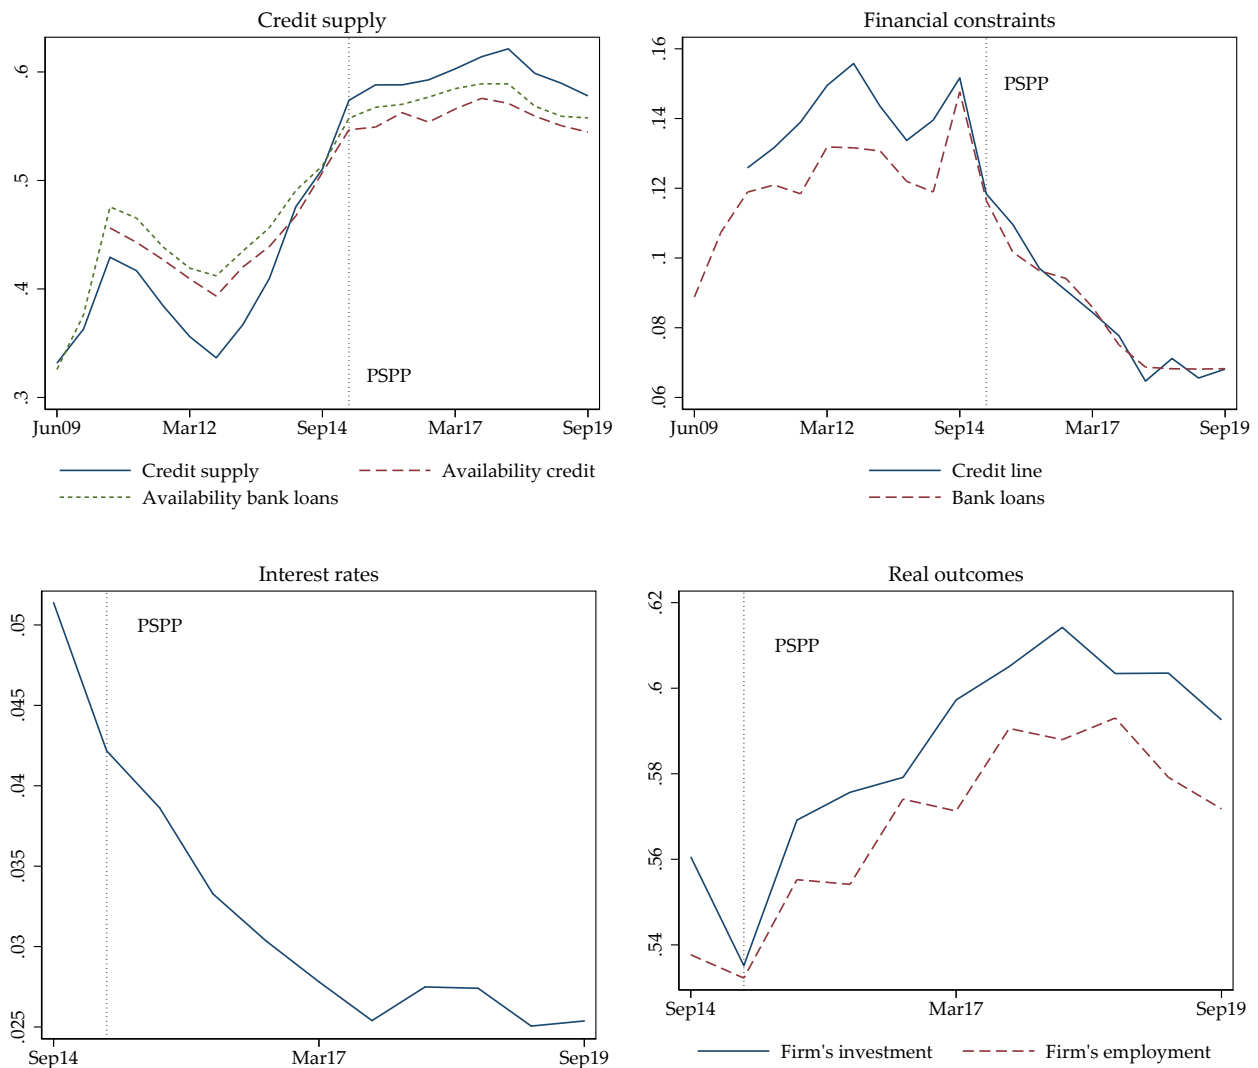 Credit supply
.6
.5
.4
.3
PSPP
Jun09 Mar12 Sep14 Mar17 Sep19
Credit supply Availability credit
Availability bank loans
Financial constraints
.16
.14
.12
.1
.08
.06
PSPP
Jun09 Mar12 Sep14 Mar17 Sep19
Credit line
Bank loans
Interest rates
.05
.045
.04
.035
.03
.025
PSPP
Sep14 Mar17 Sep19
Real outcomes
.62
.6
.58
.56
.54
PSPP
Sep14 Mar17 Sep19
Firm's investment Firm's employment